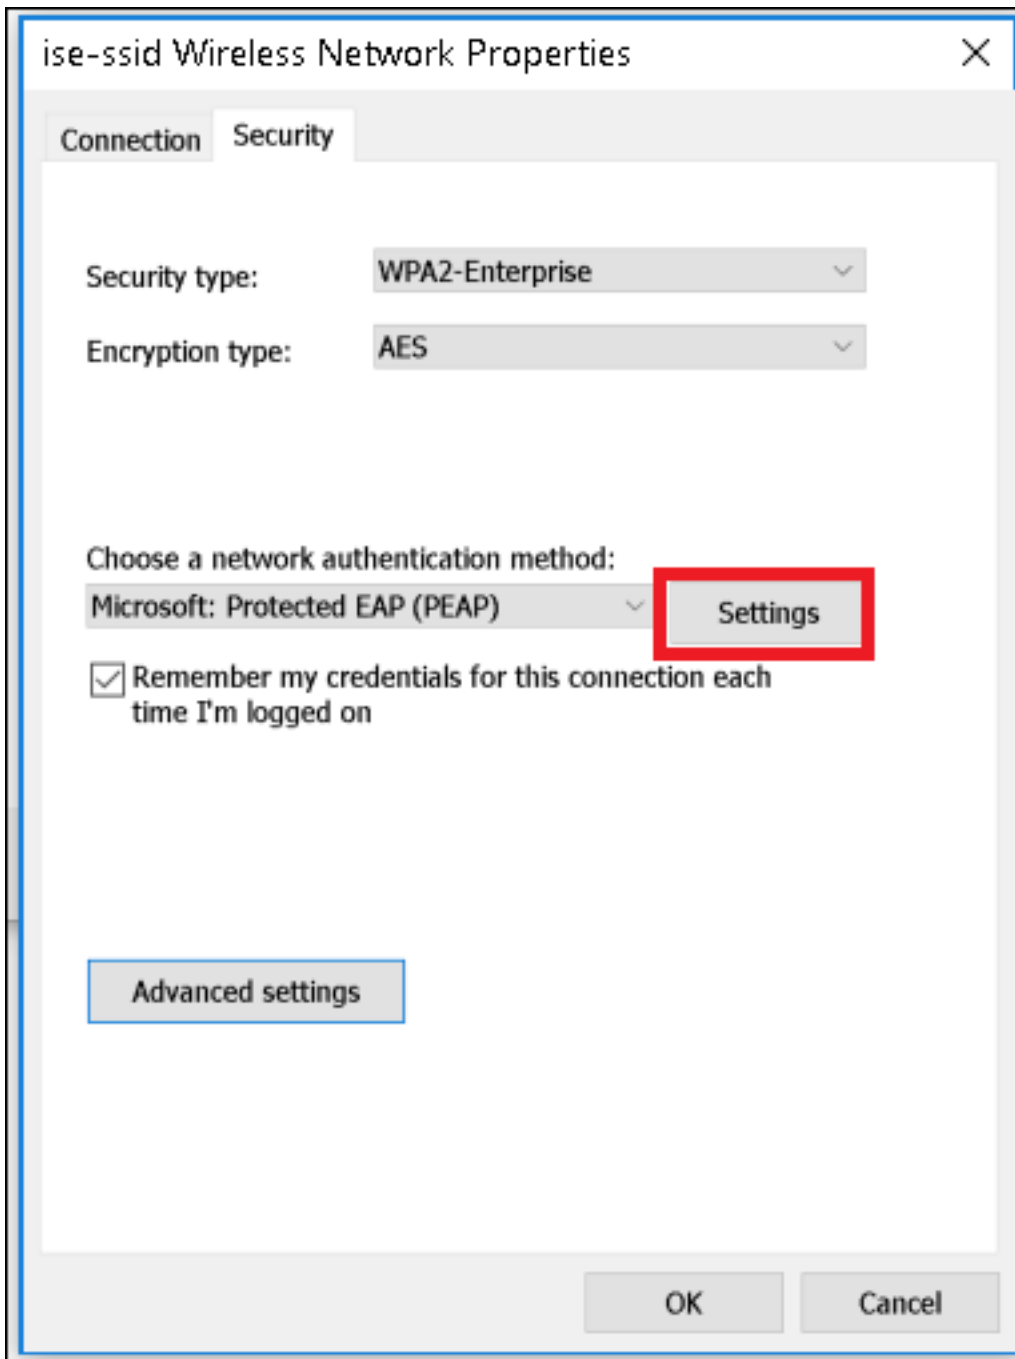 ise-ssid Wireless Network Properties
Connection
Security
Security type:
WPA2-Enterprise
Encryption type:
AES
Choose a network authentication method:
Microsoft: Protected EAP (PEAP)
Settings
Remember my credentials for this connection each
time I'm logged on
Advanced settings
OK
Cancel